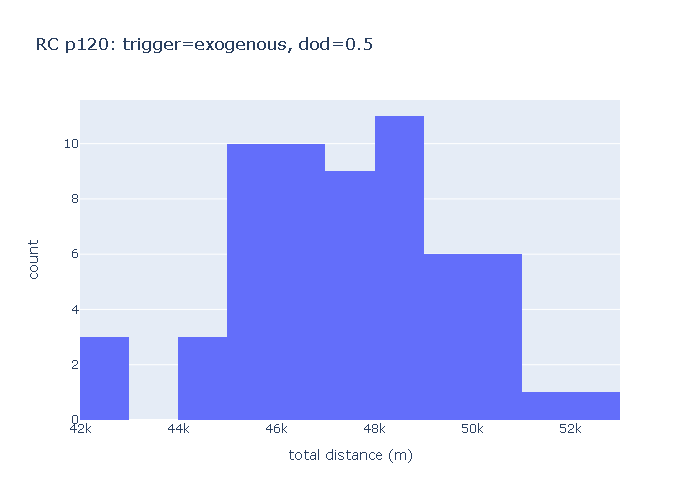 RC p120: trigger=exogenous, dod=0.5
count
10
8
6
4
2
0
42k 44k 46k 48k 50k 52k
total distance (m)